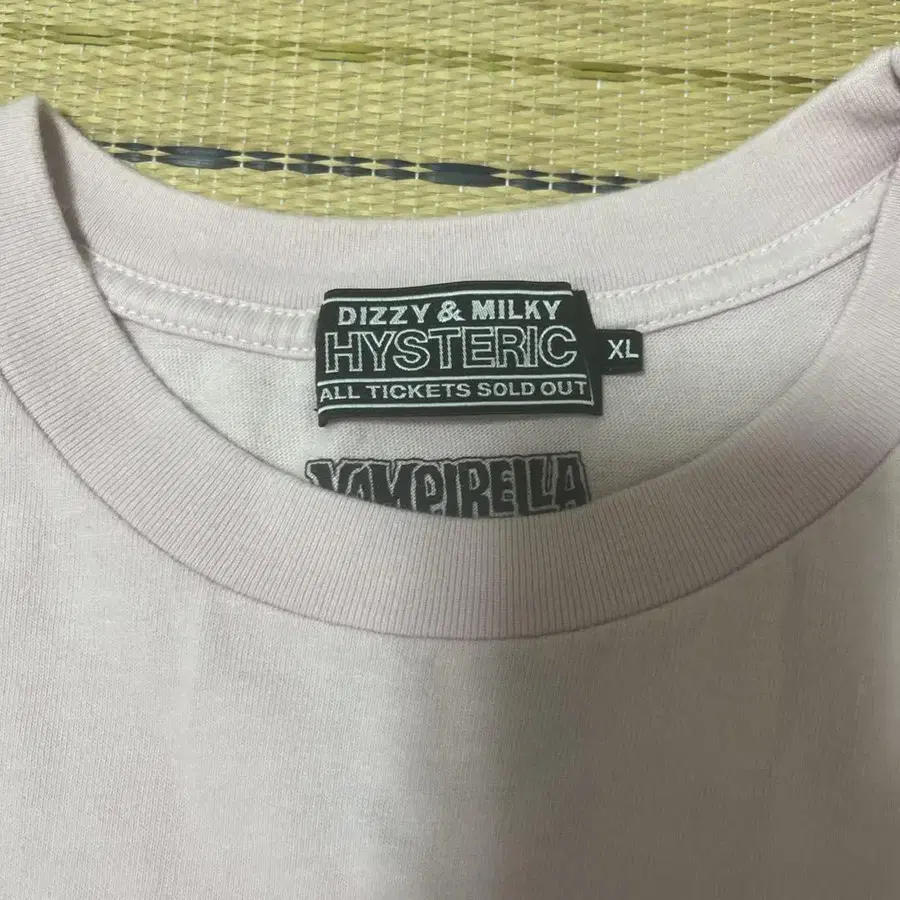 DIZZY & MILKY
HYSTERIC
XL
ALL TICKETS SOLD OUT
VAMPIRELLA